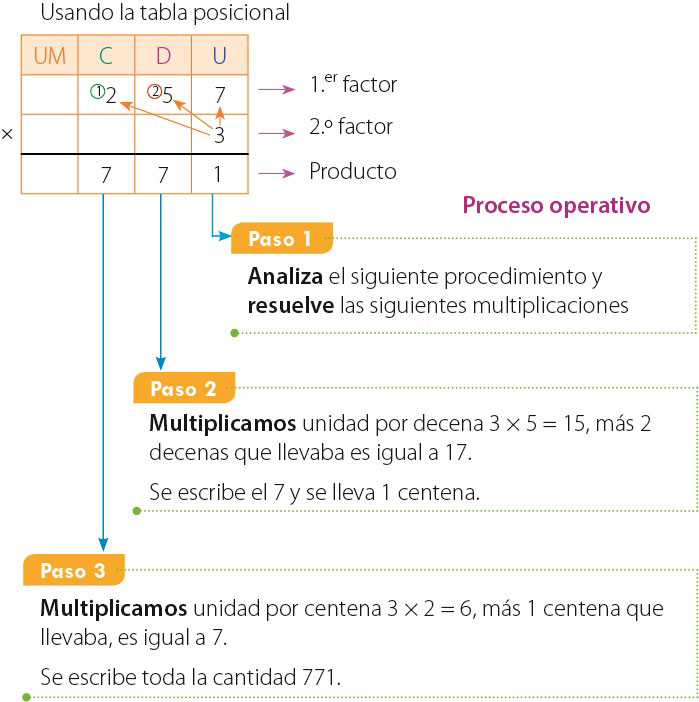 Usando la tabla posicional
UM C D U
①2 ②5 7 1.er factor
× 3 2.º factor
7 7 1 Producto
Proceso operativo
Paso 1
Analiza el siguiente procedimiento y
resuelve las siguientes multiplicaciones
Paso 2
Multiplicamos unidad por decena 3 × 5 = 15, más 2
decenas que llevaba es igual a 17.
Se escribe el 7 y se lleva 1 centena.
Paso 3
Multiplicamos unidad por centena 3 × 2 = 6, más 1 centena que
llevaba, es igual a 7.
Se escribe toda la cantidad 771.